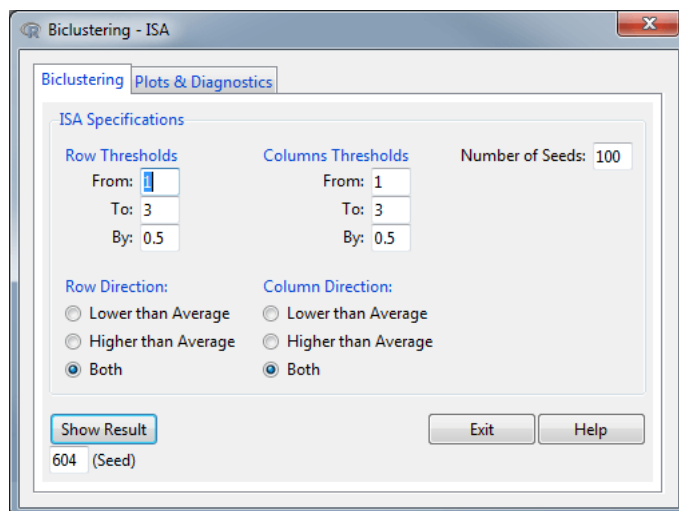 Biclustering - ISA
Biclustering Plots & Diagnostics
ISA Specifications
Row Thresholds Columns Thresholds Number of Seeds: 100
From: 1 From: 1
To: 3 To: 3
By: 0.5 By: 0.5
Row Direction: Column Direction:
Lower than Average Lower than Average
Higher than Average Higher than Average
Both Both
Show Result Exit Help
604 (Seed)